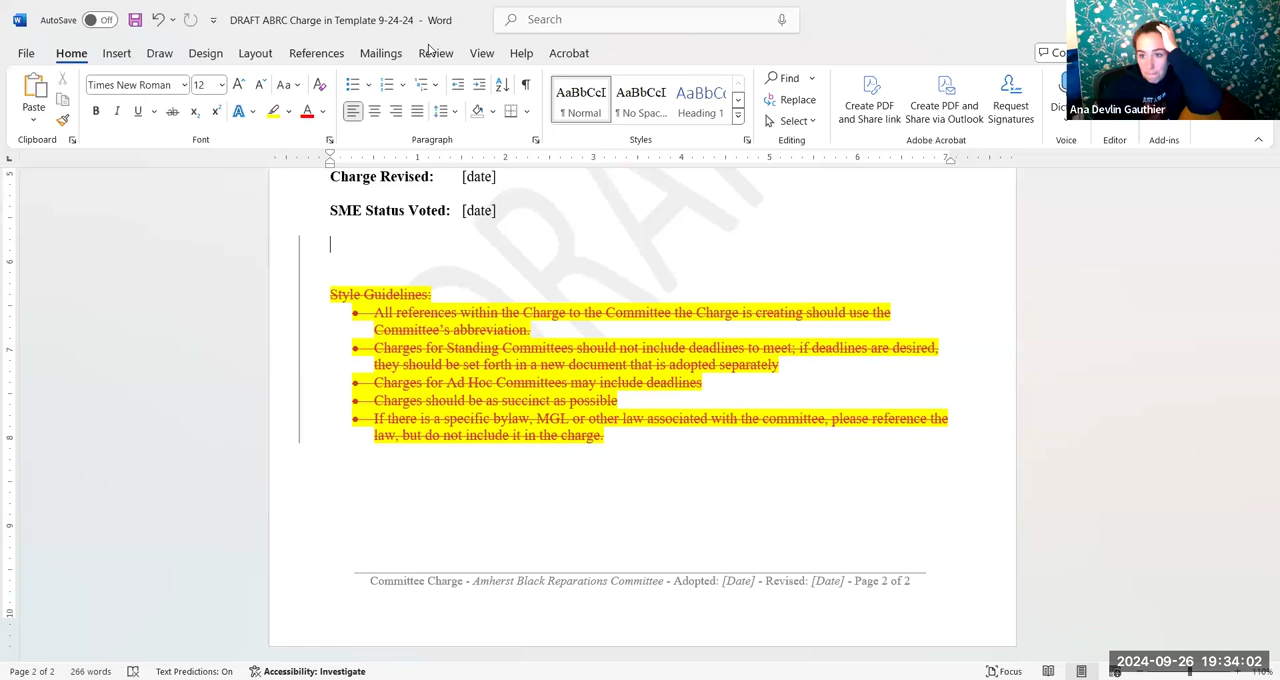 AutoSave Off DRAFT ABRC Charge in Template 9-24-24 - Word Search
File Home Insert Draw Design Layout References Mailings Review View Help Acrobat
Times New Roman 12 Aa AaBbCcI AaBbCcI AaBbCc Find
Paste Replace Create PDF Create PDF and Request
B I U ab x₂ x² A A ¶ Normal ¶ No Spac... Heading 1 Select and Share link Share via Outlook Signatures
Clipboard Font Paragraph Styles Editing Adobe Acrobat Voice Editor Add-ins
Ana Devlin Gauthier
Charge Revised: [date]
SME Status Voted: [date]
Style Guidelines:
• All references within the Charge to the Committee the Charge is creating should use the
Committee's abbreviation.
• Charges for Standing Committees should not include deadlines to meet; if deadlines are desired,
they should be set forth in a new document that is adopted separately
• Charges for Ad Hoc Committees may include deadlines
• Charges should be as succinct as possible
• If there is a specific bylaw, MGL or other law associated with the committee, please reference the
law, but do not include it in the charge.
DRAF
Committee Charge - Amherst Black Reparations Committee - Adopted: [Date] - Revised: [Date] - Page 2 of 2
Page 2 of 2 266 words Text Predictions: On Accessibility: Investigate Focus 110%
2024-09-26 19:34:02